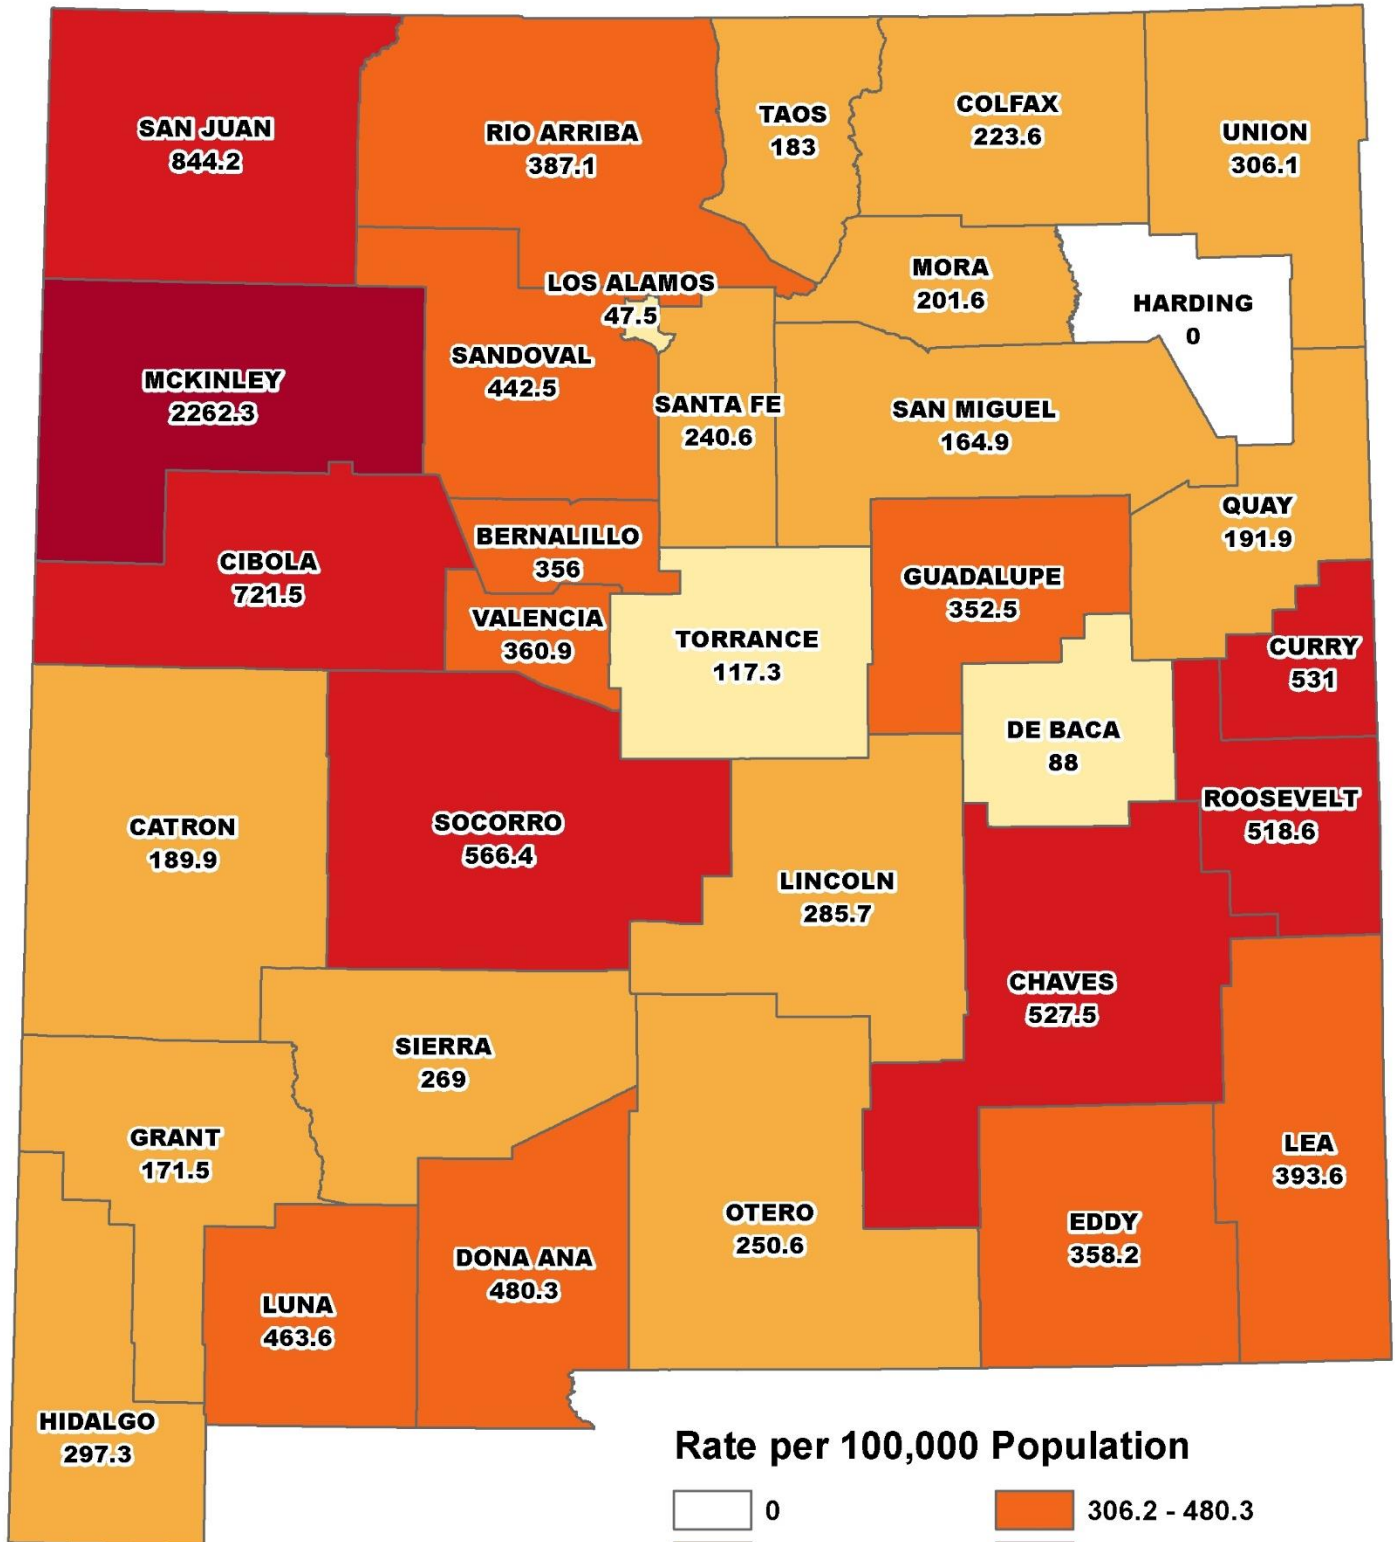 SAN JUAN
844.2
RIO ARRIBA
387.1
TAOS
183
COLFAX
223.6
UNION
306.1
LOS ALAMOS
47.5
MORA
201.6
HARDING
0
MCKINLEY
2262.3
SANDOVAL
442.5
SANTA FE
240.6
SAN MIGUEL
164.9
QUAY
191.9
CIBOLA
721.5
BERNALILLO
356
VALENCIA
360.9
TORRANCE
117.3
GUADALUPE
352.5
CURRY
531
DE BACA
88
ROOSEVELT
518.6
CATRON
189.9
SOCORRO
566.4
LINCOLN
285.7
CHAVES
527.5
SIERRA
269
GRANT
171.5
LEA
393.6
OTERO
250.6
EDDY
358.2
DONA ANA
480.3
LUNA
463.6
HIDALGO
297.3
Rate per 100,000 Population
0
306.2 - 480.3